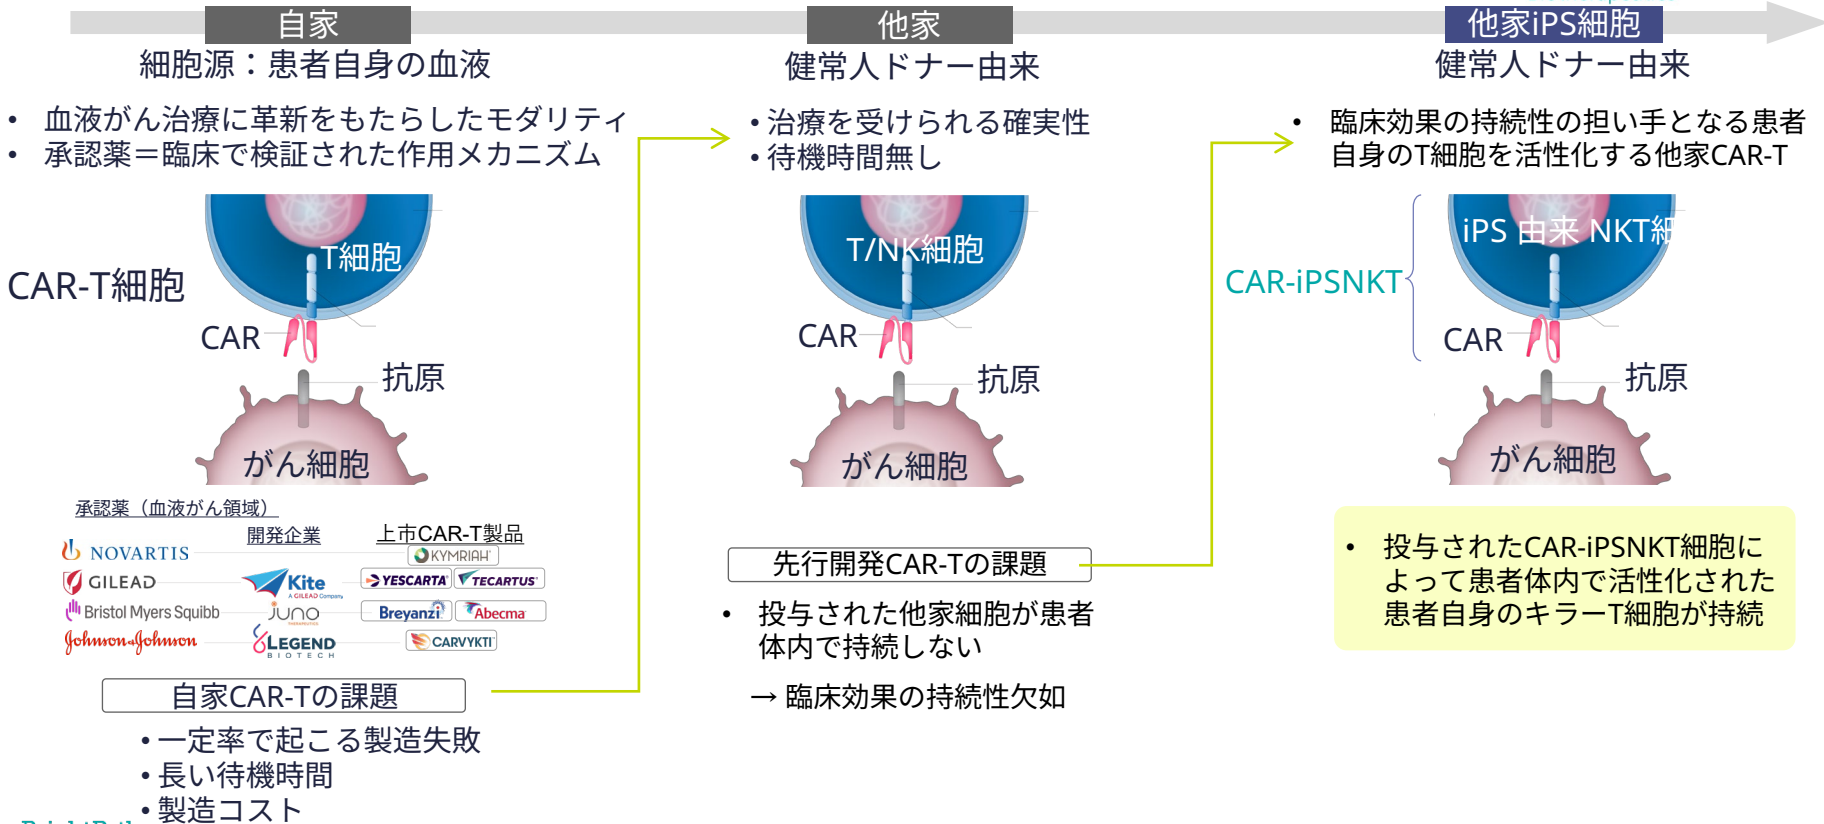 自家
細胞源：患者自身の血液
• 血液がん治療に革新をもたらしたモダリティ
• 承認薬＝臨床で検証された作用メカニズム
T細胞
CAR-T細胞
CAR
抗原
がん細胞
承認薬（血液がん領域）
開発企業
上市CAR-T製品
NOVARTIS
KYMRIAH
GILEAD
Kite
A GILEAD Company
YESCARTA
TECARTUS
Bristol Myers Squibb
JUNO
THERAPEUTICS
Breyanzi
Abecma
Johnson&Johnson
LEGEND
BIOTECH
CARVYKTI
自家CAR-Tの課題
• 一定率で起こる製造失敗
• 長い待機時間
• 製造コスト
他家
健常人ドナー由来
• 治療を受けられる確実性
• 待機時間無し
T/NK細胞
CAR
抗原
がん細胞
先行開発CAR-Tの課題
• 投与された他家細胞が患者
体内で持続しない
→ 臨床効果の持続性欠如
他家iPS細胞
健常人ドナー由来
• 臨床効果の持続性の担い手となる患者
自身のT細胞を活性化する他家CAR-T
iPS 由来 NKT細
CAR-iPSNKT
CAR
抗原
がん細胞
• 投与されたCAR-iPSNKT細胞に
よって患者体内で活性化された
患者自身のキラーT細胞が持続